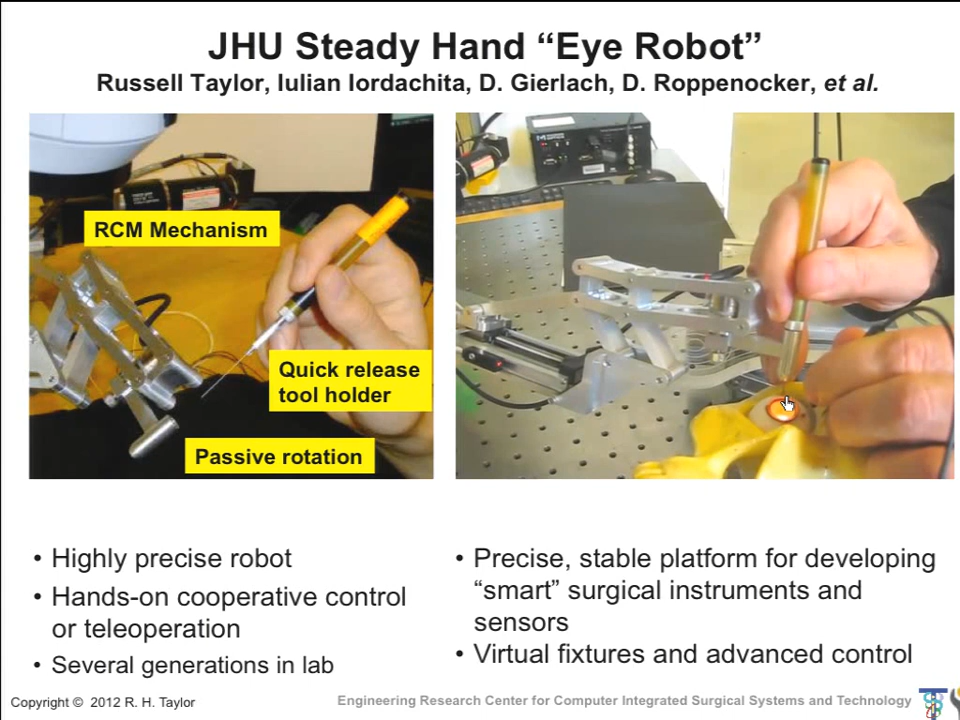 JHU Steady Hand “Eye Robot”
Russell Taylor, Iulian Iordachita, D. Gierlach, D. Roppenocker, et al.
RCM Mechanism
Quick release
tool holder
Passive rotation
• Highly precise robot
• Hands-on cooperative control
or teleoperation
• Several generations in lab
• Precise, stable platform for developing
“smart” surgical instruments and
sensors
• Virtual fixtures and advanced control
Copyright © 2012 R. H. Taylor
Engineering Research Center for Computer Integrated Surgical Systems and Technology